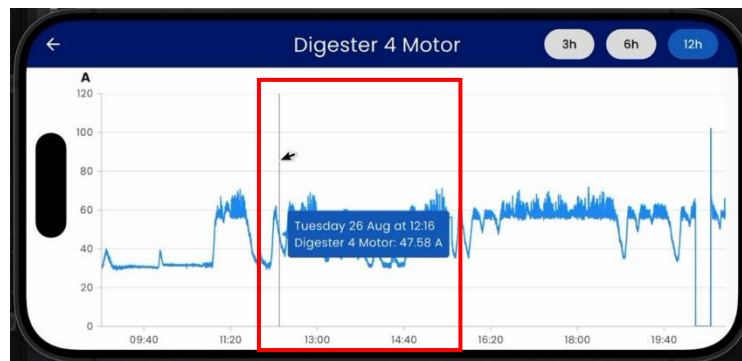 Digester 4 Motor
3h
6h
12h
A
120
100
80
60
40
20
0
Tuesday 26 Aug at 12:16
Digester 4 Motor: 47.58 A
09:40
11:20
13:00
14:40
16:20
18:00
19:40